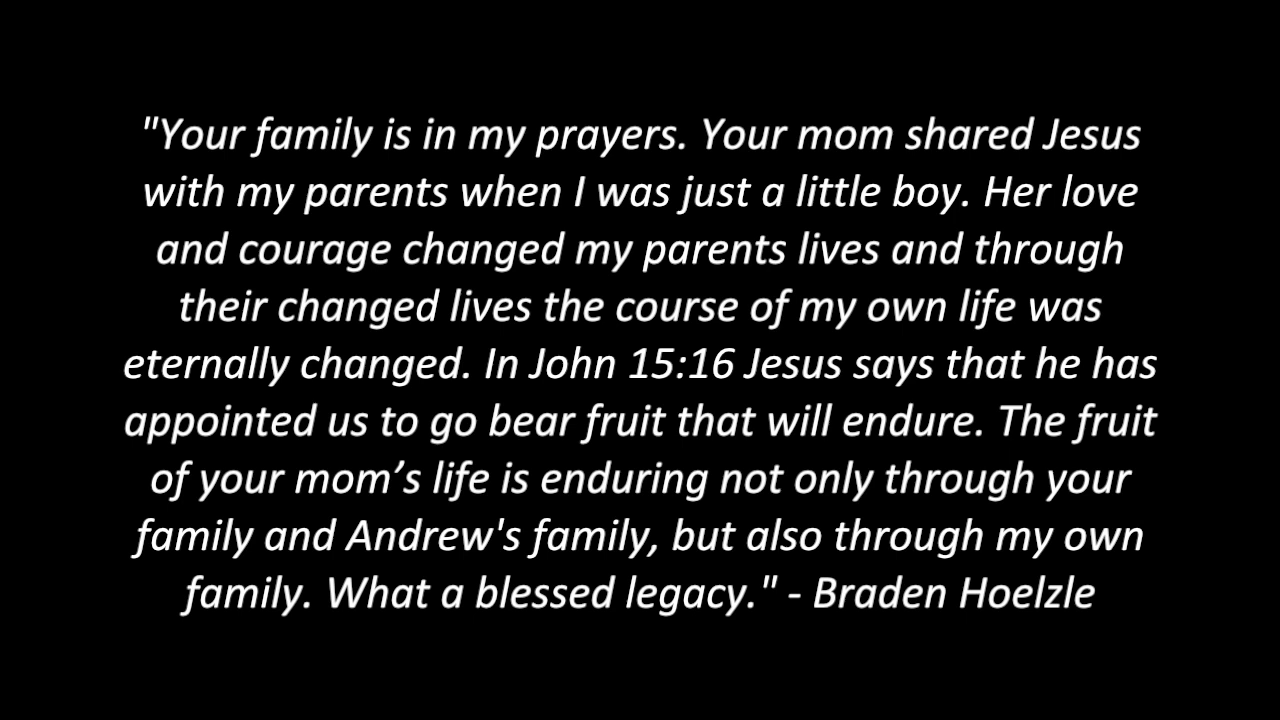 "Your family is in my prayers. Your mom shared Jesus
with my parents when I was just a little boy. Her love
and courage changed my parents lives and through
their changed lives the course of my own life was
eternally changed. In John 15:16 Jesus says that he has
appointed us to go bear fruit that will endure. The fruit
of your mom’s life is enduring not only through your
family and Andrew's family, but also through my own
family. What a blessed legacy." - Braden Hoelzle